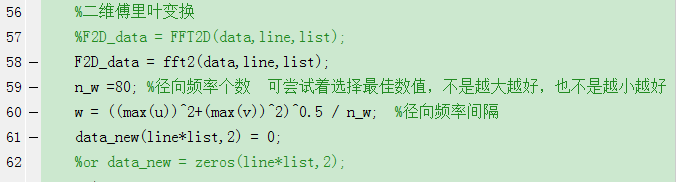 56 %二维傅里叶变换
57 %F2D_data = FFT2D(data,line,list);
58 — F2D_data = fft2(data,line,list);
59 — n_w =80; %径向频率个数 可尝试着选择最佳数值，不是越大越好，也不是越小越好
60 — w = ((max(u))^2+(max(v))^2)^0.5 / n_w; %径向频率间隔
61 — data_new(line*list,2) = 0;
62 %or data_new = zeros(line*list,2);